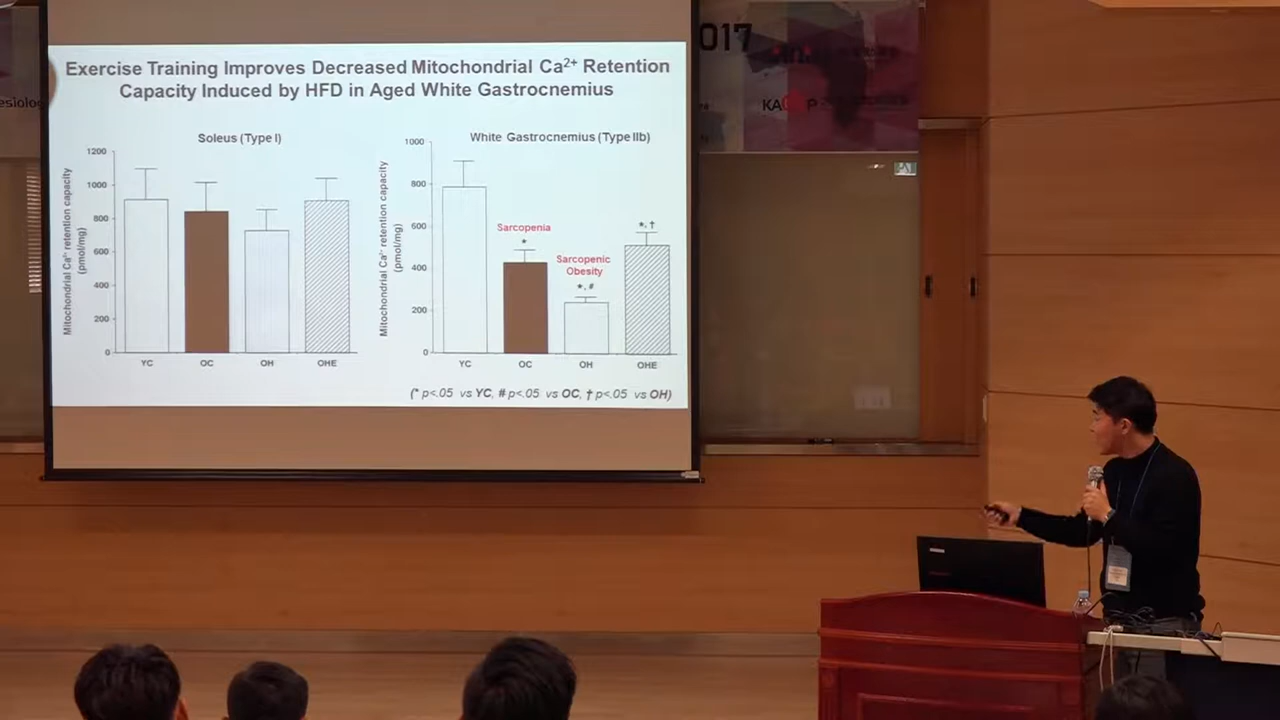 Exercise Training Improves Decreased Mitochondrial Ca²⁺ Retention
Capacity Induced by HFD in Aged White Gastrocnemius
Soleus (Type I)
Mitochondrial Ca²⁺ retention capacity
(pmol/mg)
1200
1000
800
600
400
200
0
YC OC OH OHE
White Gastrocnemius (Type IIb)
Mitochondrial Ca²⁺ retention capacity
(pmol/mg)
1000
800
600
400
200
0
Sarcopenia
*
Sarcopenic
Obesity
*, #
*, †
YC OC OH OHE
(* p<.05 vs YC, # p<.05 vs OC, † p<.05 vs OH)
017